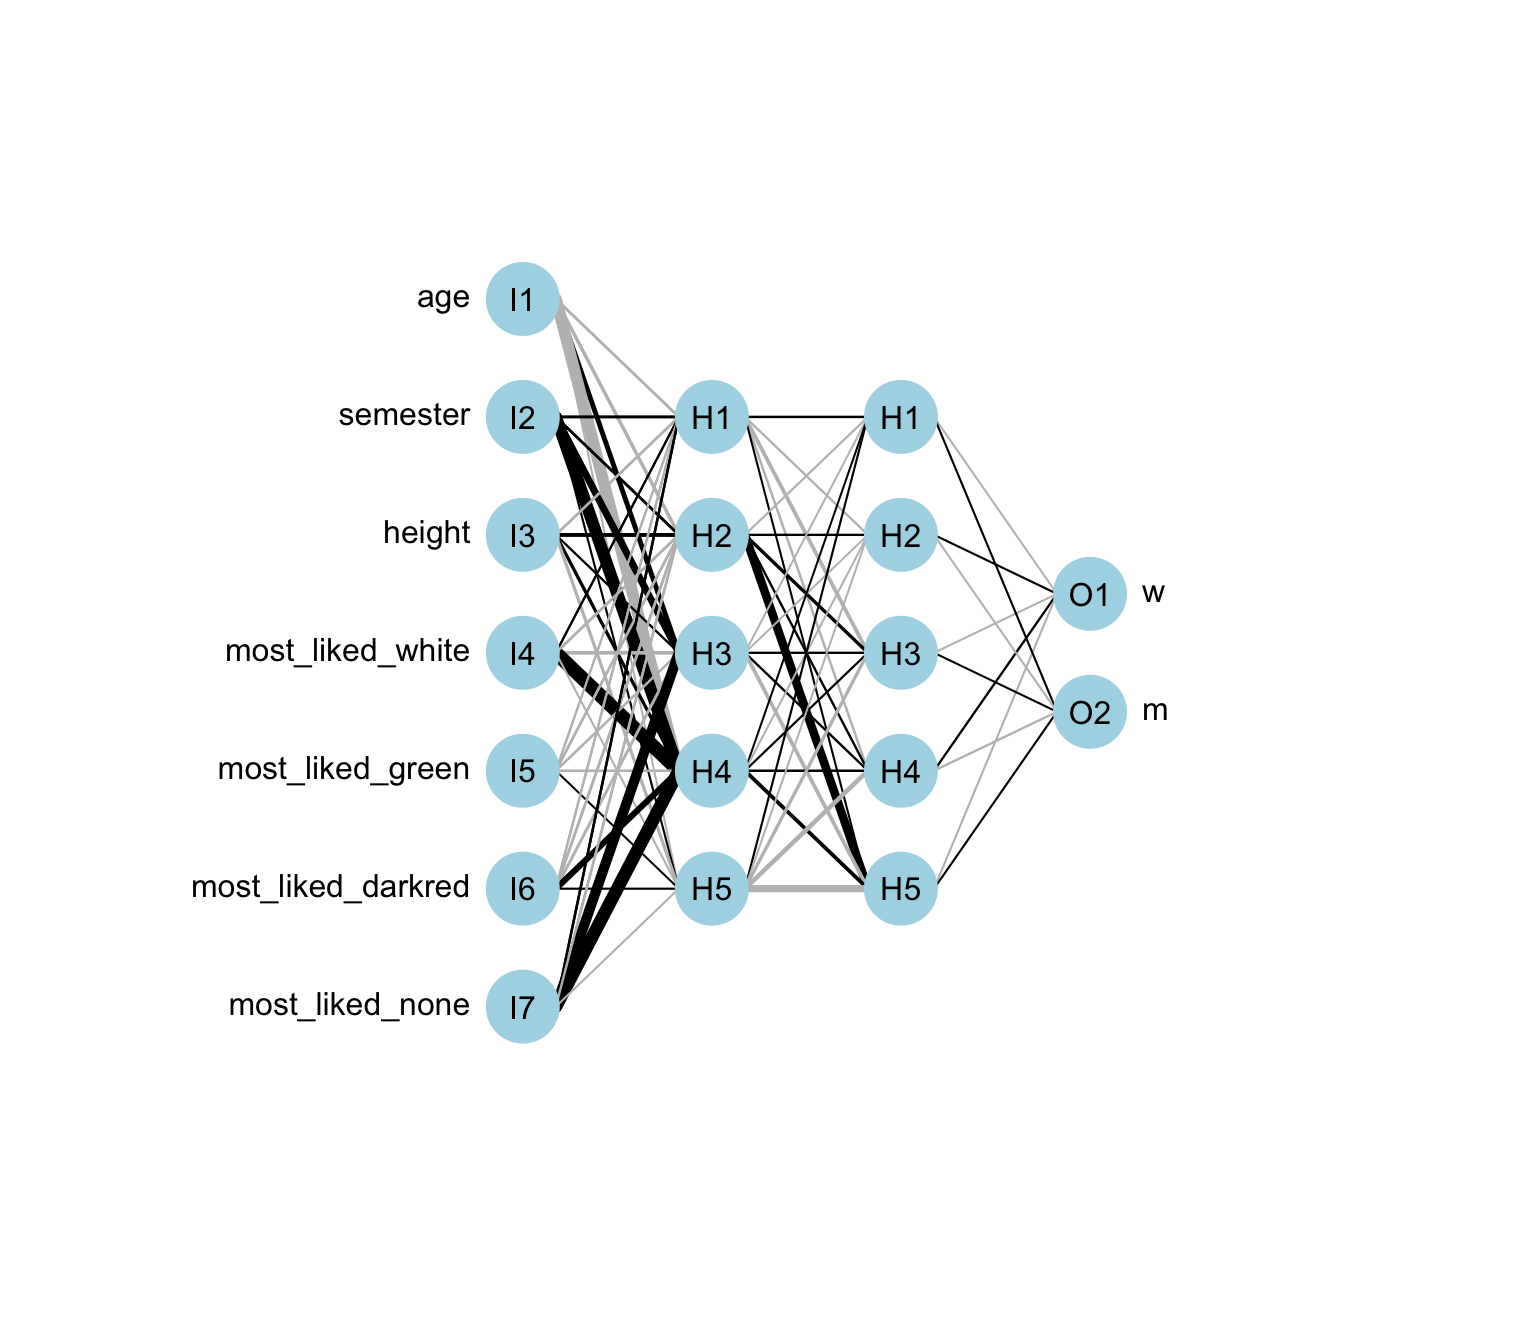 age I1
semester I2 H1 H1
height I3 H2 H2
O1 w
most_liked_white I4 H3 H3
O2 m
most_liked_green I5 H4 H4
most_liked_darkred I6 H5 H5
most_liked_none I7